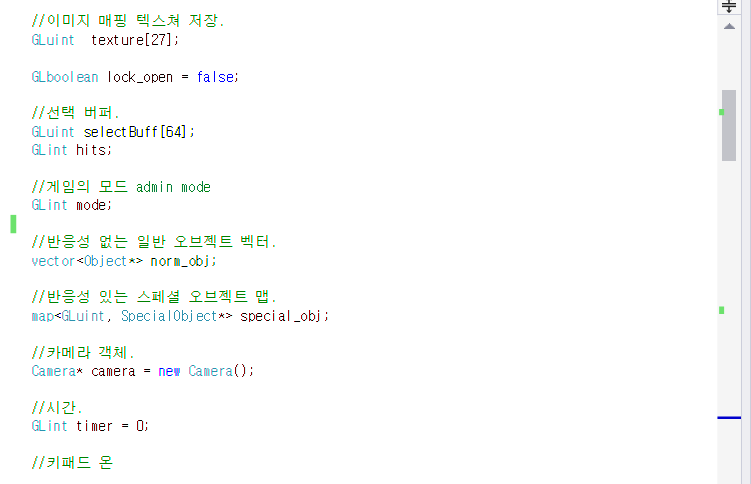 //이미지 매핑 텍스쳐 저장.
GLuint  texture[27];
GLboolean lock_open = false;
//선택 버퍼.
GLuint selectBuff[64];
GLint hits;
//게임의 모드 admin mode
GLint mode;
//반응성 없는 일반 오브젝트 벡터.
vector<Object*> norm_obj;
//반응성 있는 스페셜 오브젝트 맵.
map<GLuint, SpecialObject*> special_obj;
//카메라 객체.
Camera* camera = new Camera();
//시간.
GLint timer = 0;
//키패드 온